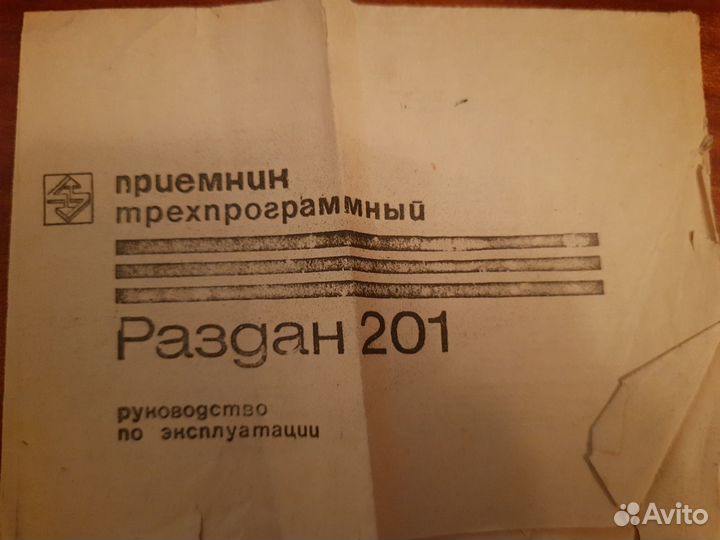 приемник
трехпрограммный
Раздан 201
руководство
по эксплуатации
Avito